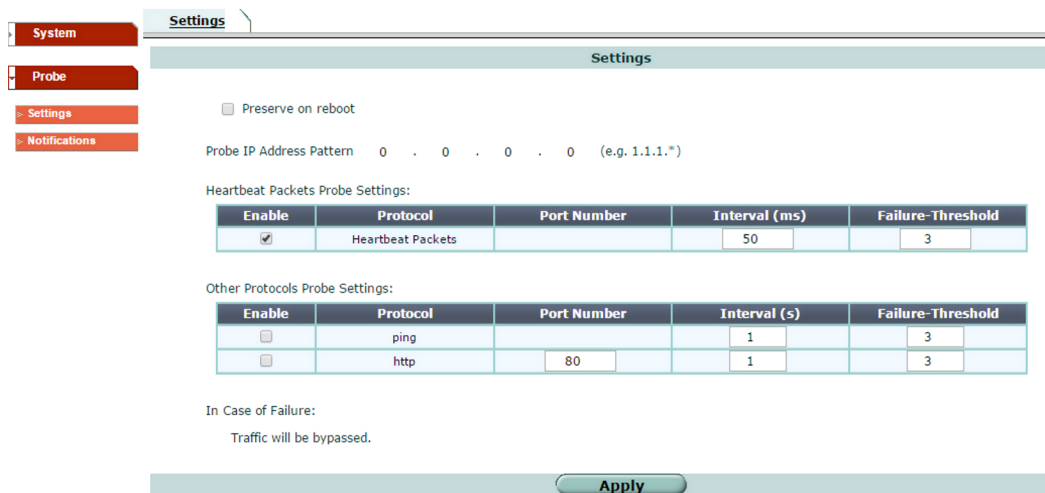 System
Probe
Settings
Notifications
Settings
Settings
Preserve on reboot
Probe IP Address Pattern 0 . 0 . 0 . 0 (e.g. 1.1.1.*)
Heartbeat Packets Probe Settings:
Enable Protocol Port Number Interval (ms) Failure-Threshold
Heartbeat Packets 50 3
Other Protocols Probe Settings:
Enable Protocol Port Number Interval (s) Failure-Threshold
ping 1 3
http 80 1 3
In Case of Failure:
Traffic will be bypassed.
Apply